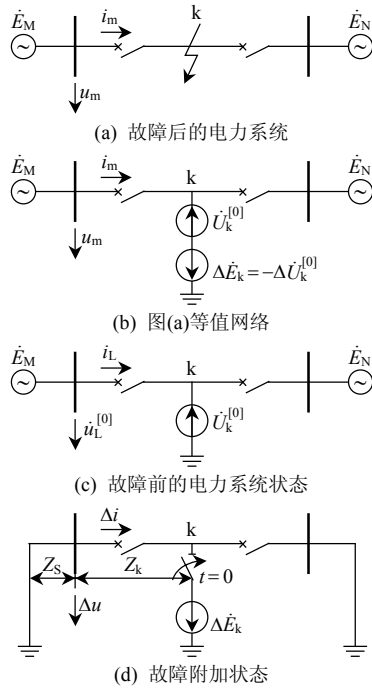 Ė_M i_m k Ė_N
u_m
(a) 故障后的电力系统
Ė_M i_m k Ė_N
U̇_k^[0]
u_m
ΔĖ_k=−ΔU̇_k^[0]
(b) 图(a)等值网络
Ė_M i_L k Ė_N
u̇_L^[0] U̇_k^[0]
(c) 故障前的电力系统状态
Δi k
Z_S Z_k t=0
Δu
ΔĖ_k
(d) 故障附加状态